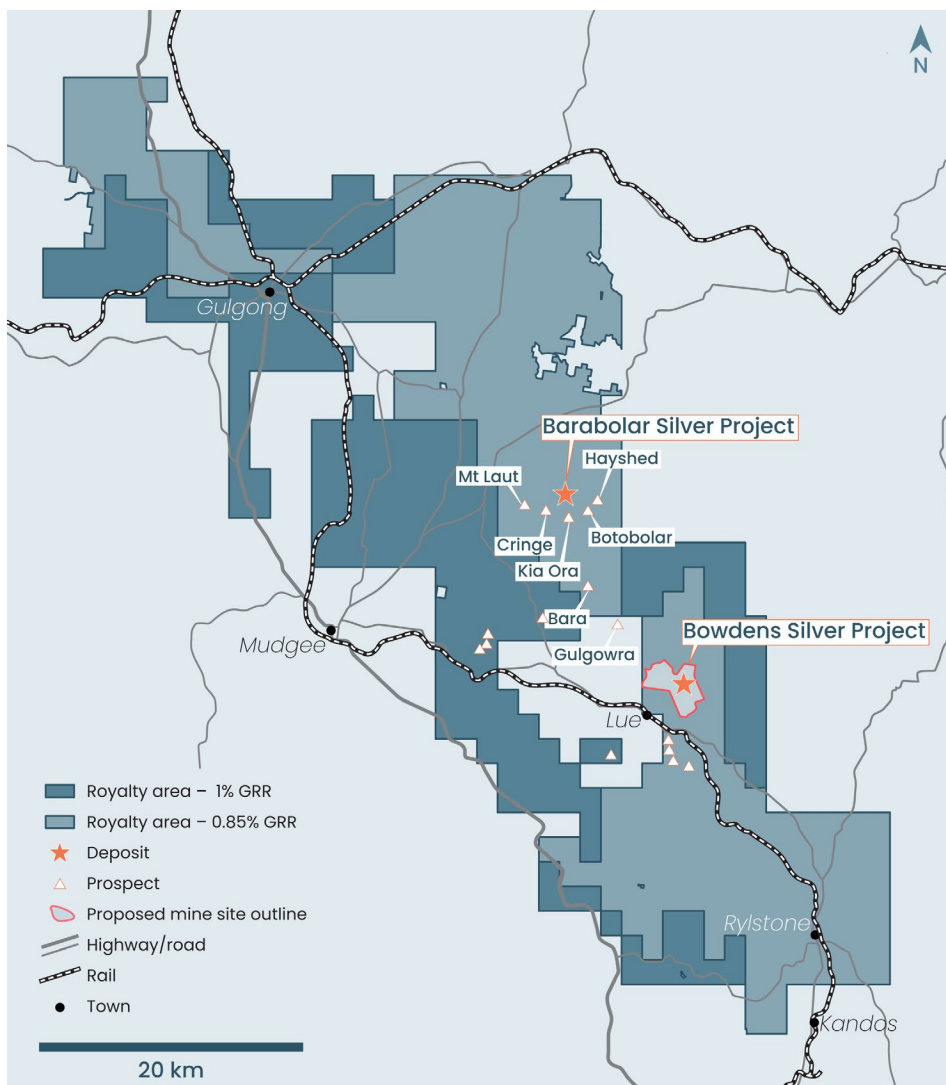 N
Gulgong
Barabolar Silver Project
Hayshed
Mt Laut
Cringe
Botobolar
Kia Ora
Bara
Gulgowra
Mudgee
Bowdens Silver Project
Lue
Royalty area – 1% GRR
Royalty area – 0.85% GRR
Deposit
Prospect
Proposed mine site outline
Highway/road
Rail
Town
Rylstone
Kandos
20 km